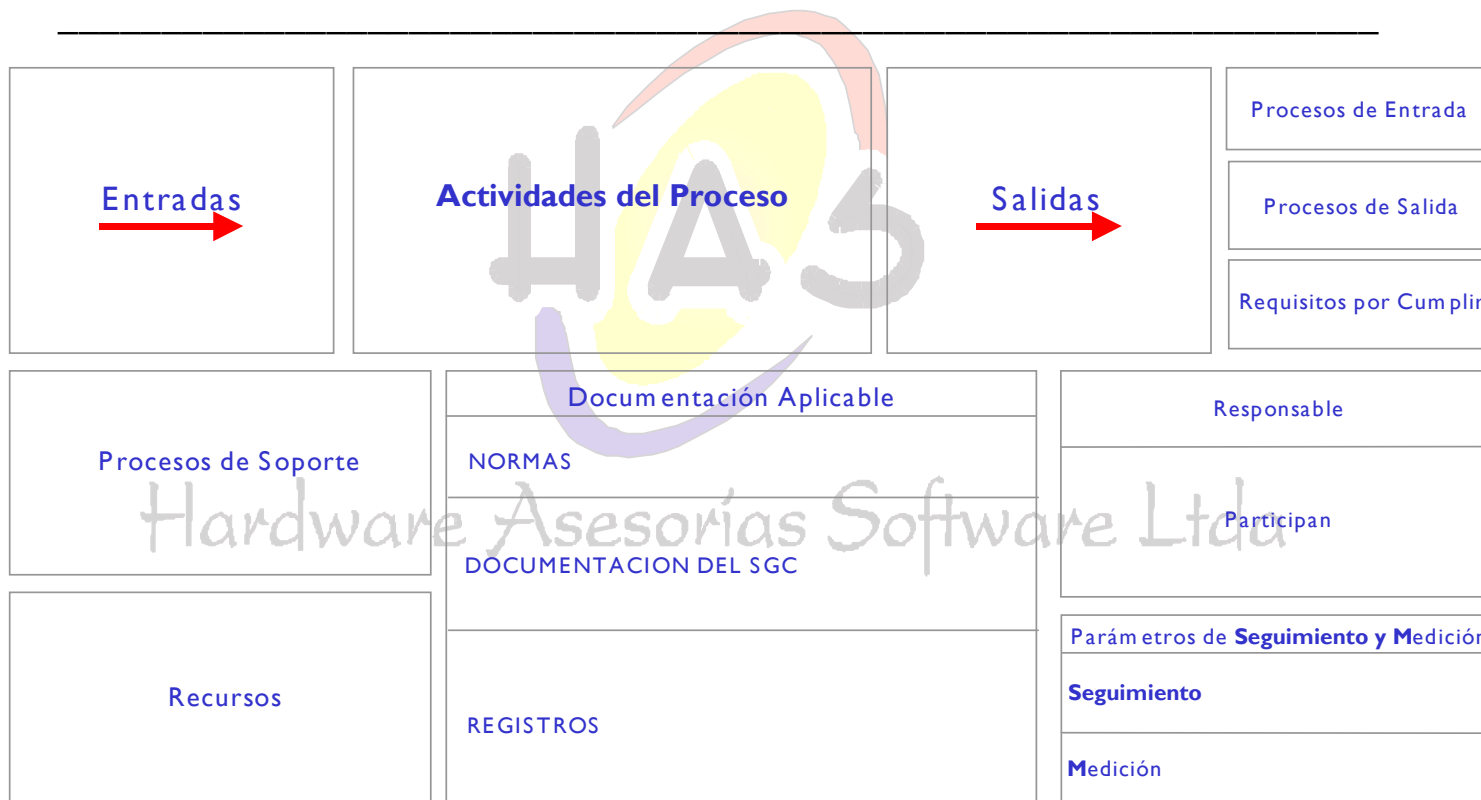 Entradas
Actividades del Proceso
Salidas
Procesos de Entrada
Procesos de Salida
Requisitos por Cumplir
HAS
Procesos de Soporte
Documentación Aplicable
NORMAS
DOCUMENTACION DEL SGC
REGISTROS
Responsable
Participan
Hardware Asesorías Software Ltda
Recursos
Parámetros de Seguimiento y Medición
Seguimiento
Medición